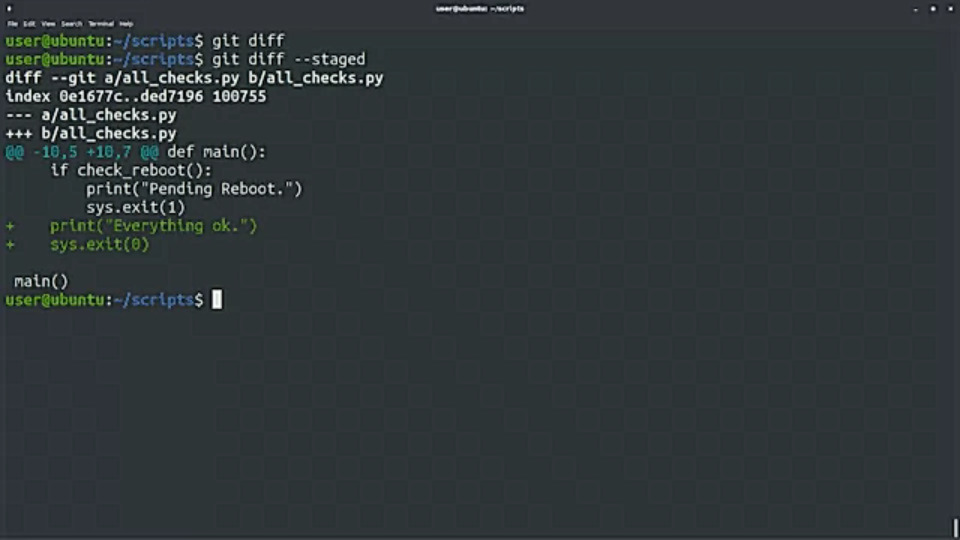 user@ubuntu: ~/scripts
File Edit View Search Terminal Help
user@ubuntu:~/scripts$ git diff
user@ubuntu:~/scripts$ git diff --staged
diff --git a/all_checks.py b/all_checks.py
index 0e1677c..ded7196 100755
--- a/all_checks.py
+++ b/all_checks.py
@@ -10,5 +10,7 @@ def main():
     if check_reboot():
         print("Pending Reboot.")
         sys.exit(1)
+    print("Everything ok.")
+    sys.exit(0)
 main()
user@ubuntu:~/scripts$